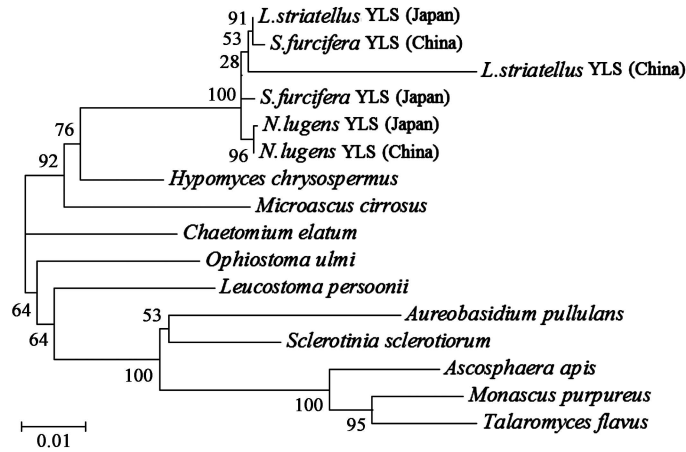 91 L.striatellus YLS (Japan)
53 S.furcifera YLS (China)
28 L.striatellus YLS (China)
100 S.furcifera YLS (Japan)
N.lugens YLS (Japan)
96 N.lugens YLS (China)
76
92 Hypomyces chrysospermus
Microascus cirrosus
Chaetomium elatum
Ophiostoma ulmi
64 Leucostoma persoonii
64
53 Aureobasidium pullulans
Sclerotinia sclerotiorum
100 Ascosphaera apis
100 Monascus purpureus
95 Talaromyces flavus
0.01